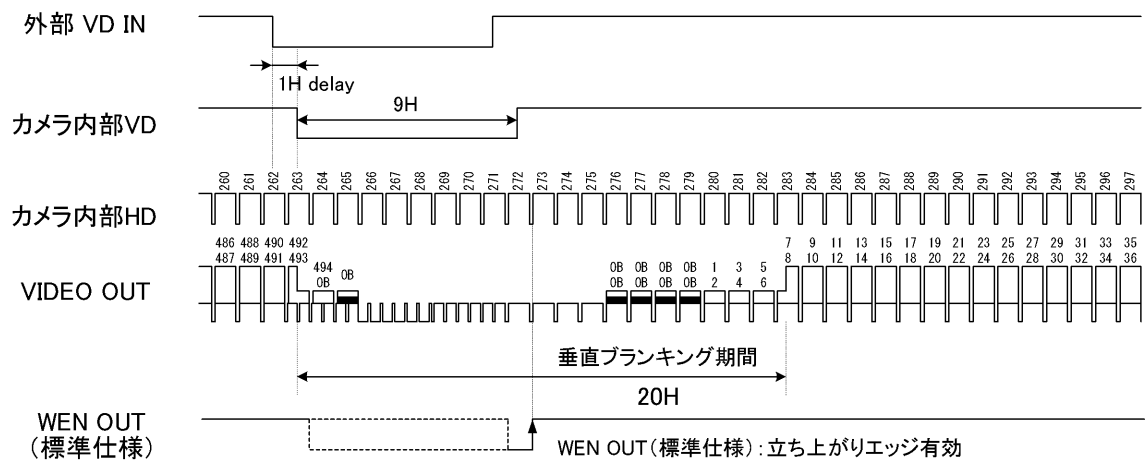 外部 VD IN
1H delay
9H
カメラ内部VD
260 261 262 263 264 265 266 267 268 269 270 271 272 273 274 275 276 277 278 279 280 281 282 283 284 285 286 287 288 289 290 291 292 293 294 295 296 297
カメラ内部HD
486 488 490 492 7 9 11 13 15 17 19 21 23 25 27 29 31 33 35
487 489 491 493 494 OB OB OB OB OB 1 3 5 8 10 12 14 16 18 20 22 24 26 28 30 32 34 36
OB OB OB OB OB 2 4 6
VIDEO OUT
垂直ブランキング期間
20H
WEN OUT
(標準仕様)
WEN OUT(標準仕様):立ち上がりエッジ有効